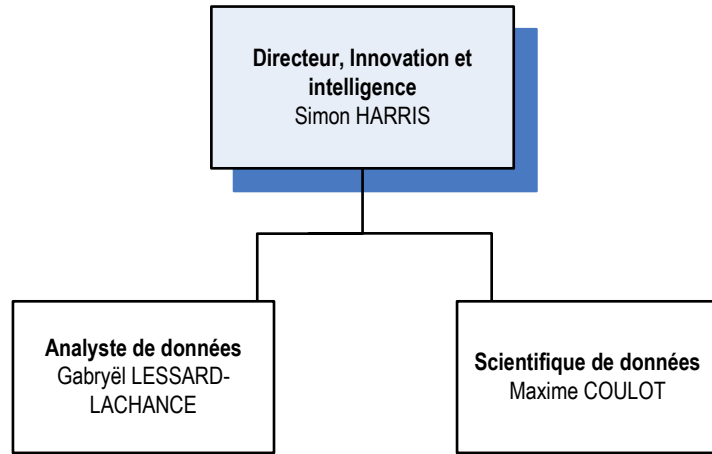 Directeur, Innovation et
intelligence
Simon HARRIS
Analyste de données
Gabryël LESSARD-
LACHANCE
Scientifique de données
Maxime COULOT